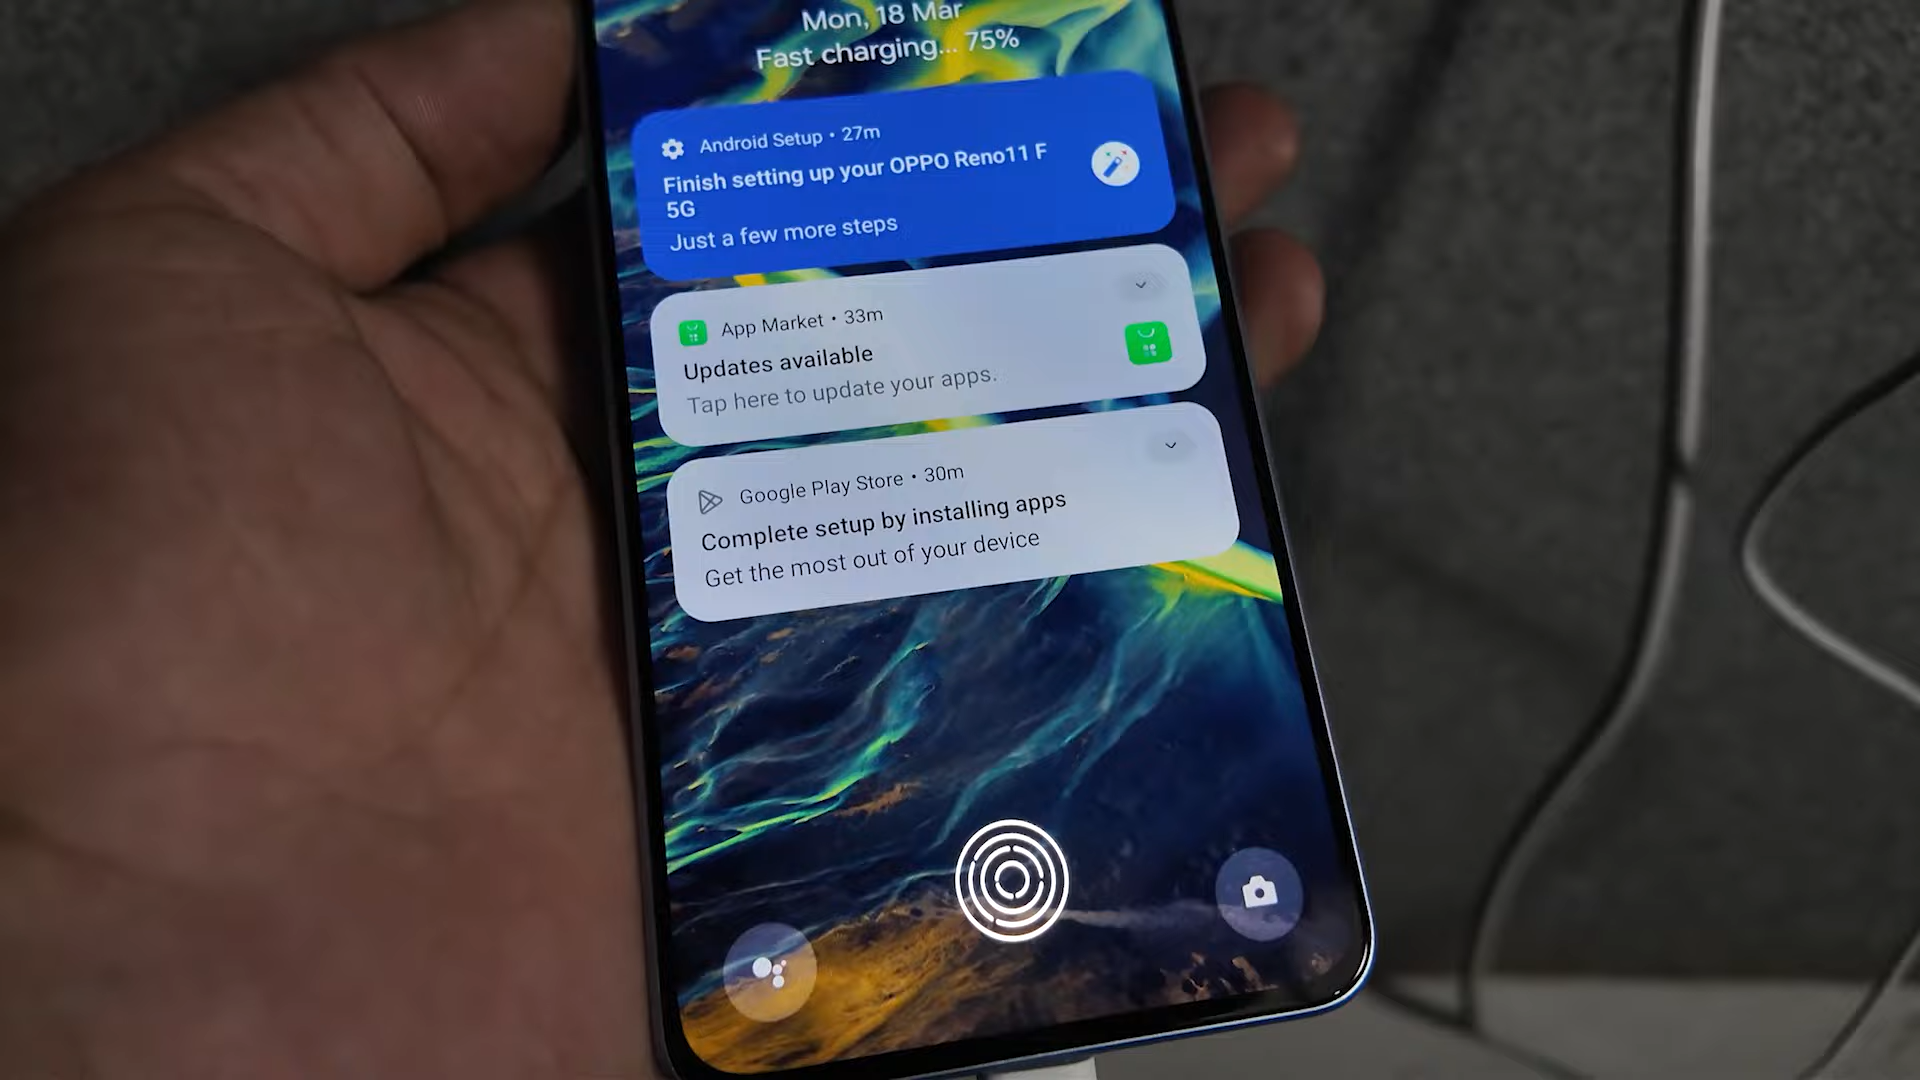 Mon, 18 Mar
Fast charging... 75%
Android Setup • 27m
Finish setting up your OPPO Reno11 F
5G
Just a few more steps
App Market • 33m
Updates available
Tap here to update your apps.
Google Play Store • 30m
Complete setup by installing apps
Get the most out of your device